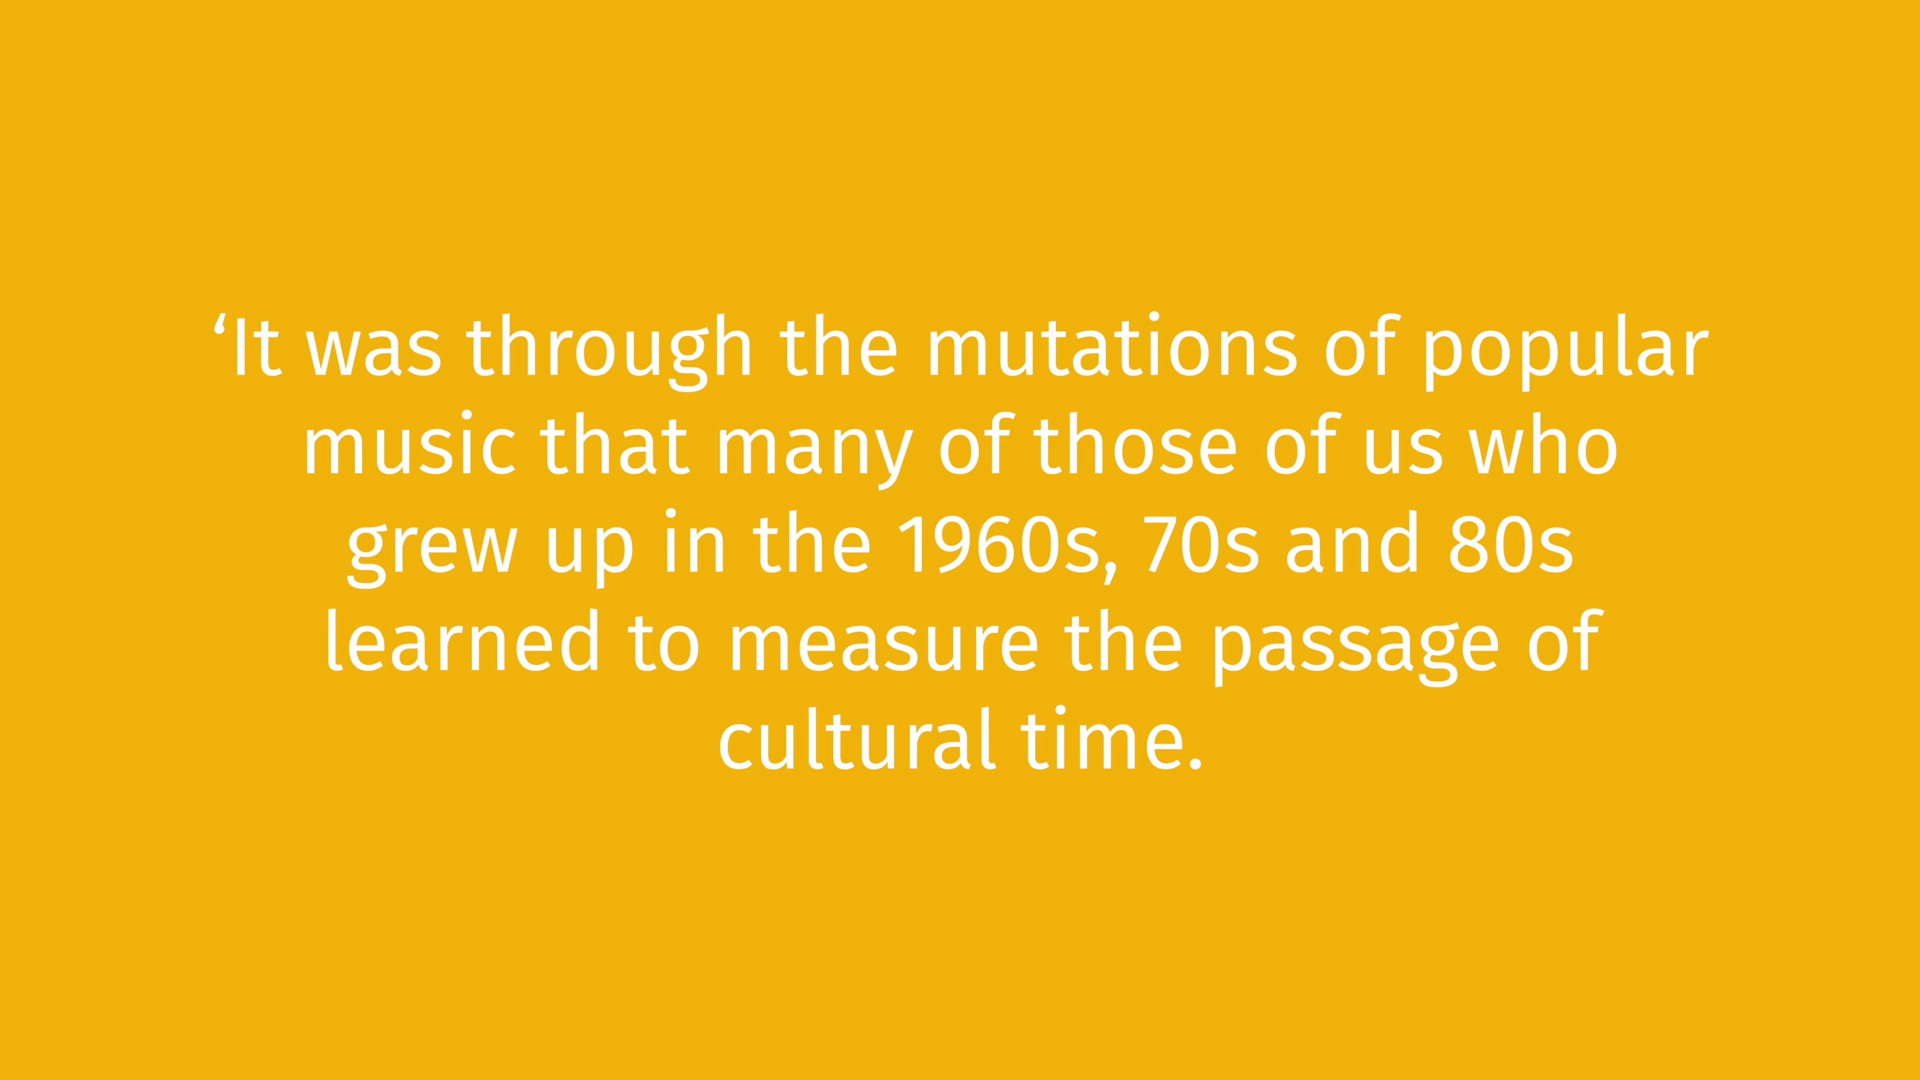 ‘It was through the mutations of popular
music that many of those of us who
grew up in the 1960s, 70s and 80s
learned to measure the passage of
cultural time.